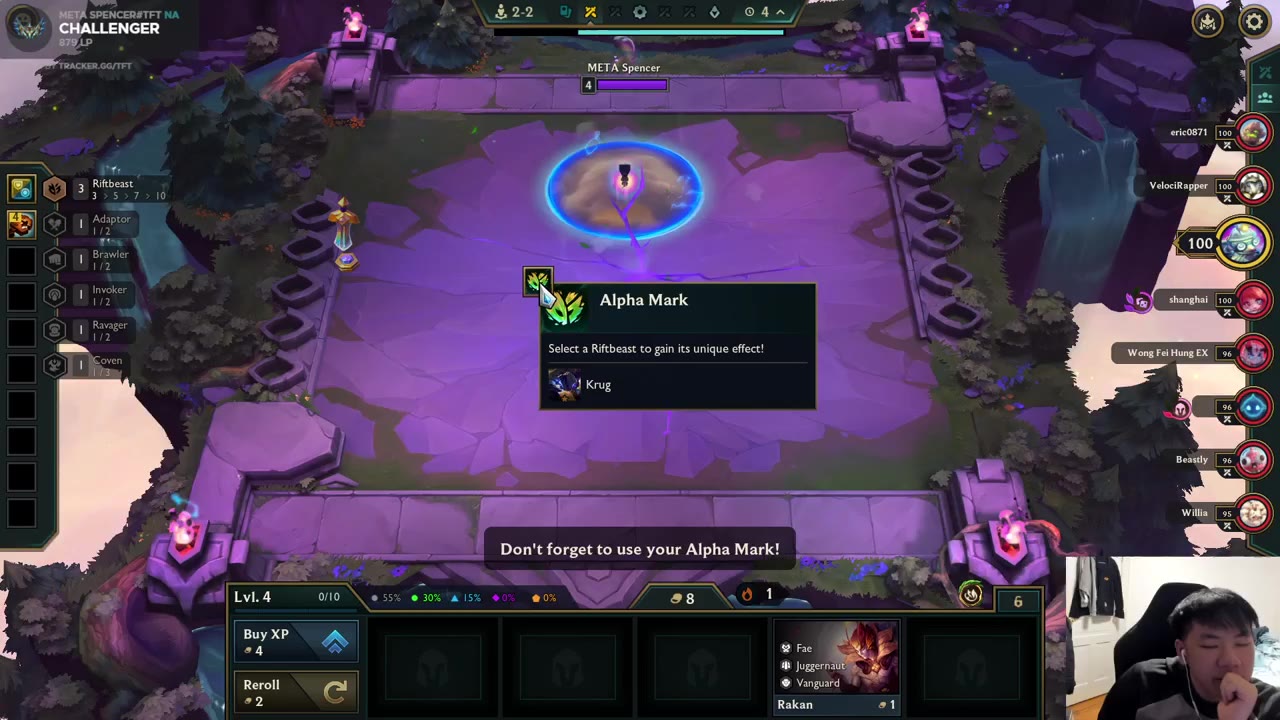 META SPENCER#TFT NA
CHALLENGER
879 LP
TRACKER.GG/TFT
2-2
4
META Spencer
4
3
Riftbeast
3 > 5 > 7 > 10
1
Adaptor
1 / 2
1
Brawler
1 / 2
1
Invoker
1 / 2
1
Ravager
1 / 2
1
Coven
1 / 3
Alpha Mark
Select a Riftbeast to gain its unique effect!
Krug
Don't forget to use your Alpha Mark!
eric0871 100
VelociRapper 100
100
shanghai 100
Wong Fei Hung EX 96
96
Beastly 96
Willia 95
Lvl. 4 0/10
55% 30% 15% 0% 0%
8
1
6
Buy XP
4
Reroll
2
Fae
Juggernaut
Vanguard
Rakan 1